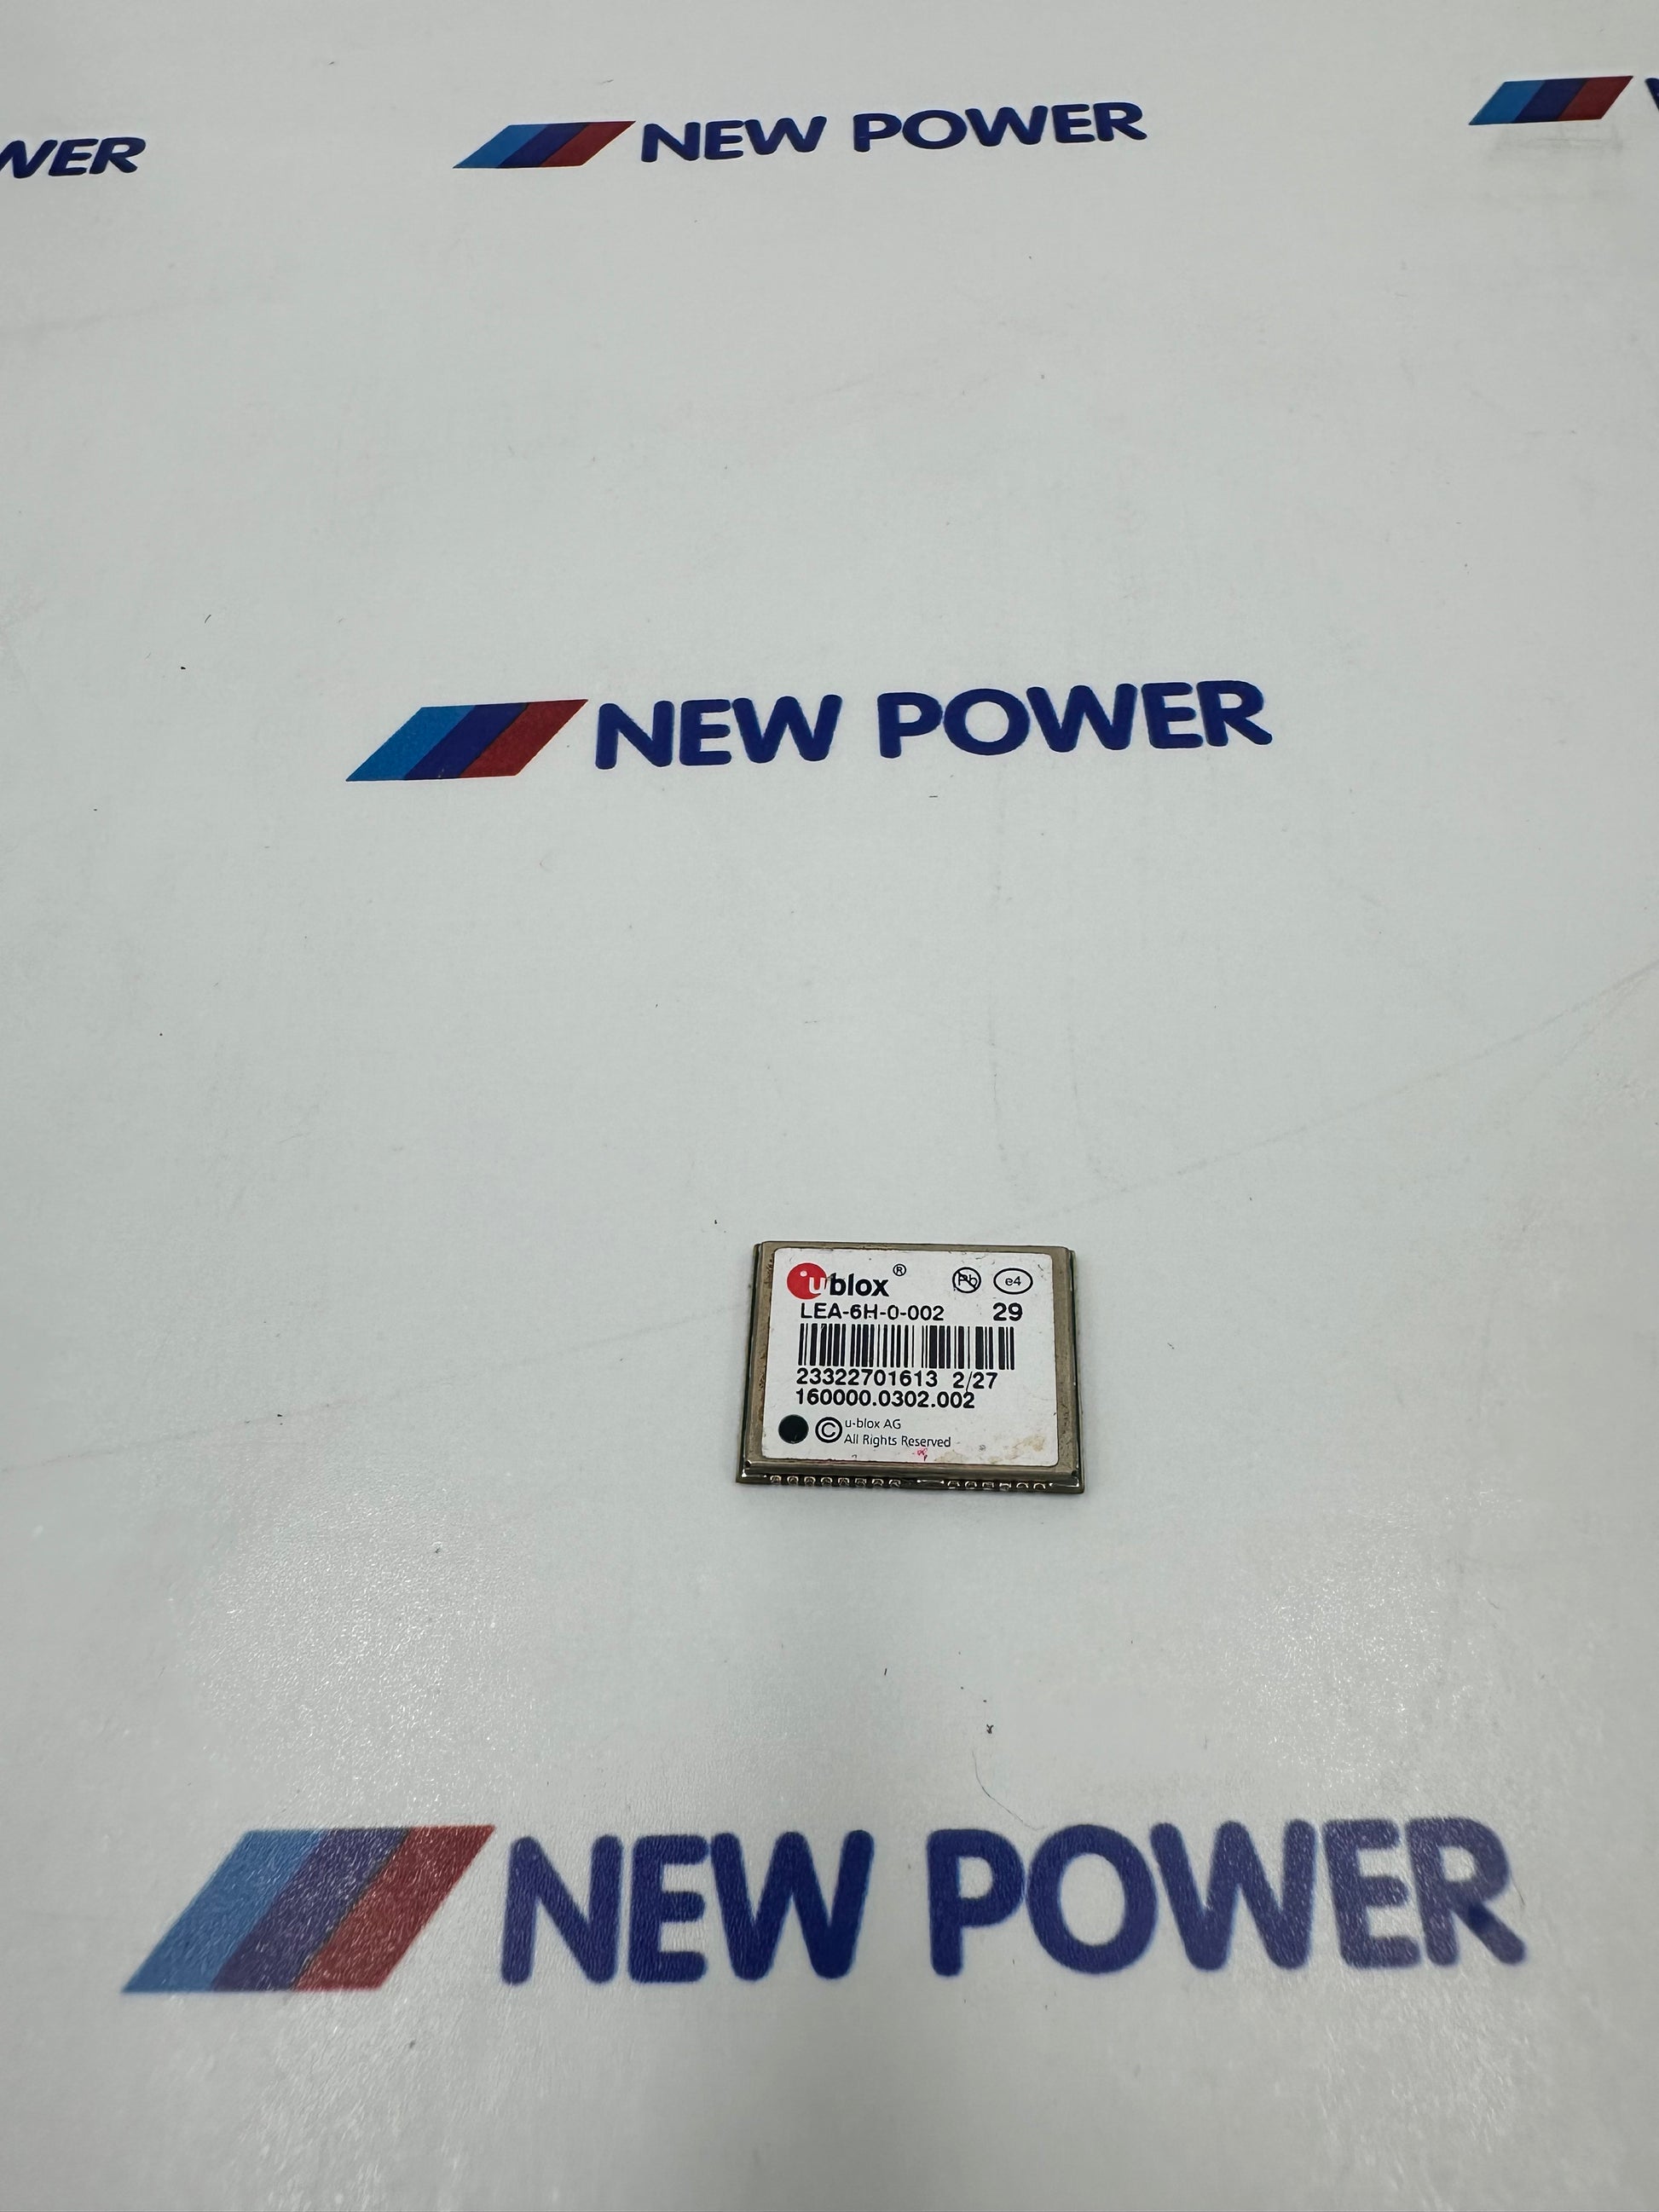 WER
NEW POWER
NEW POWER
ublox ®
Pb e4
LEA-6H-0-002 29
23322701613 2/27
160000.0302.002
© u-blox AG
All Rights Reserved
NEW POWER